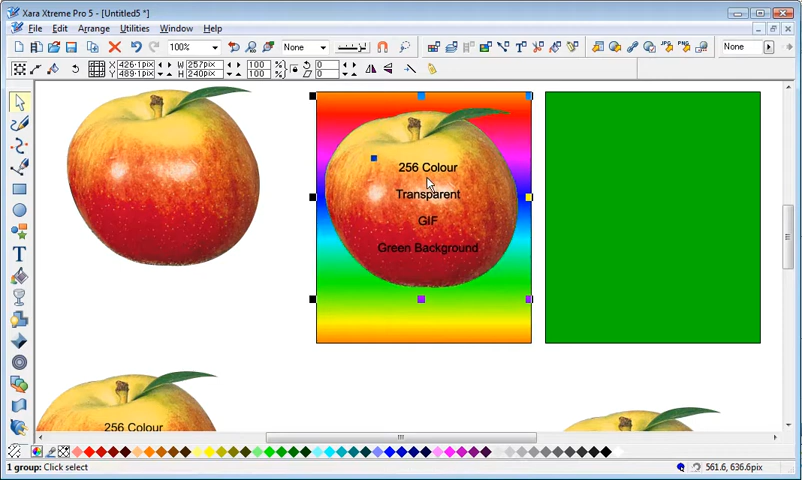 Xara Xtreme Pro 5 - [Untitled5 *]
File Edit Arrange Utilities Window Help
100% None None
X 426·1pix W 257pix 100 % 0
Y 489·1pix H 240pix 100 0
256 Colour
Transparent
GIF
Green Background
256 Colour
1 group: Click select 561.6, 636.6pix